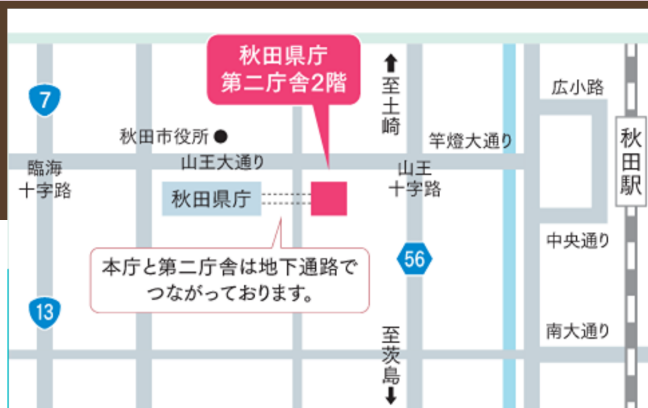 秋田県庁
第二庁舎2階
7
至土崎
広小路
秋田市役所
竿燈大通り
秋田駅
山王大通り
臨海
十字路
山王
十字路
秋田県庁
中央通り
56
本庁と第二庁舎は地下通路で
つながっております。
13
至茨島
南大通り